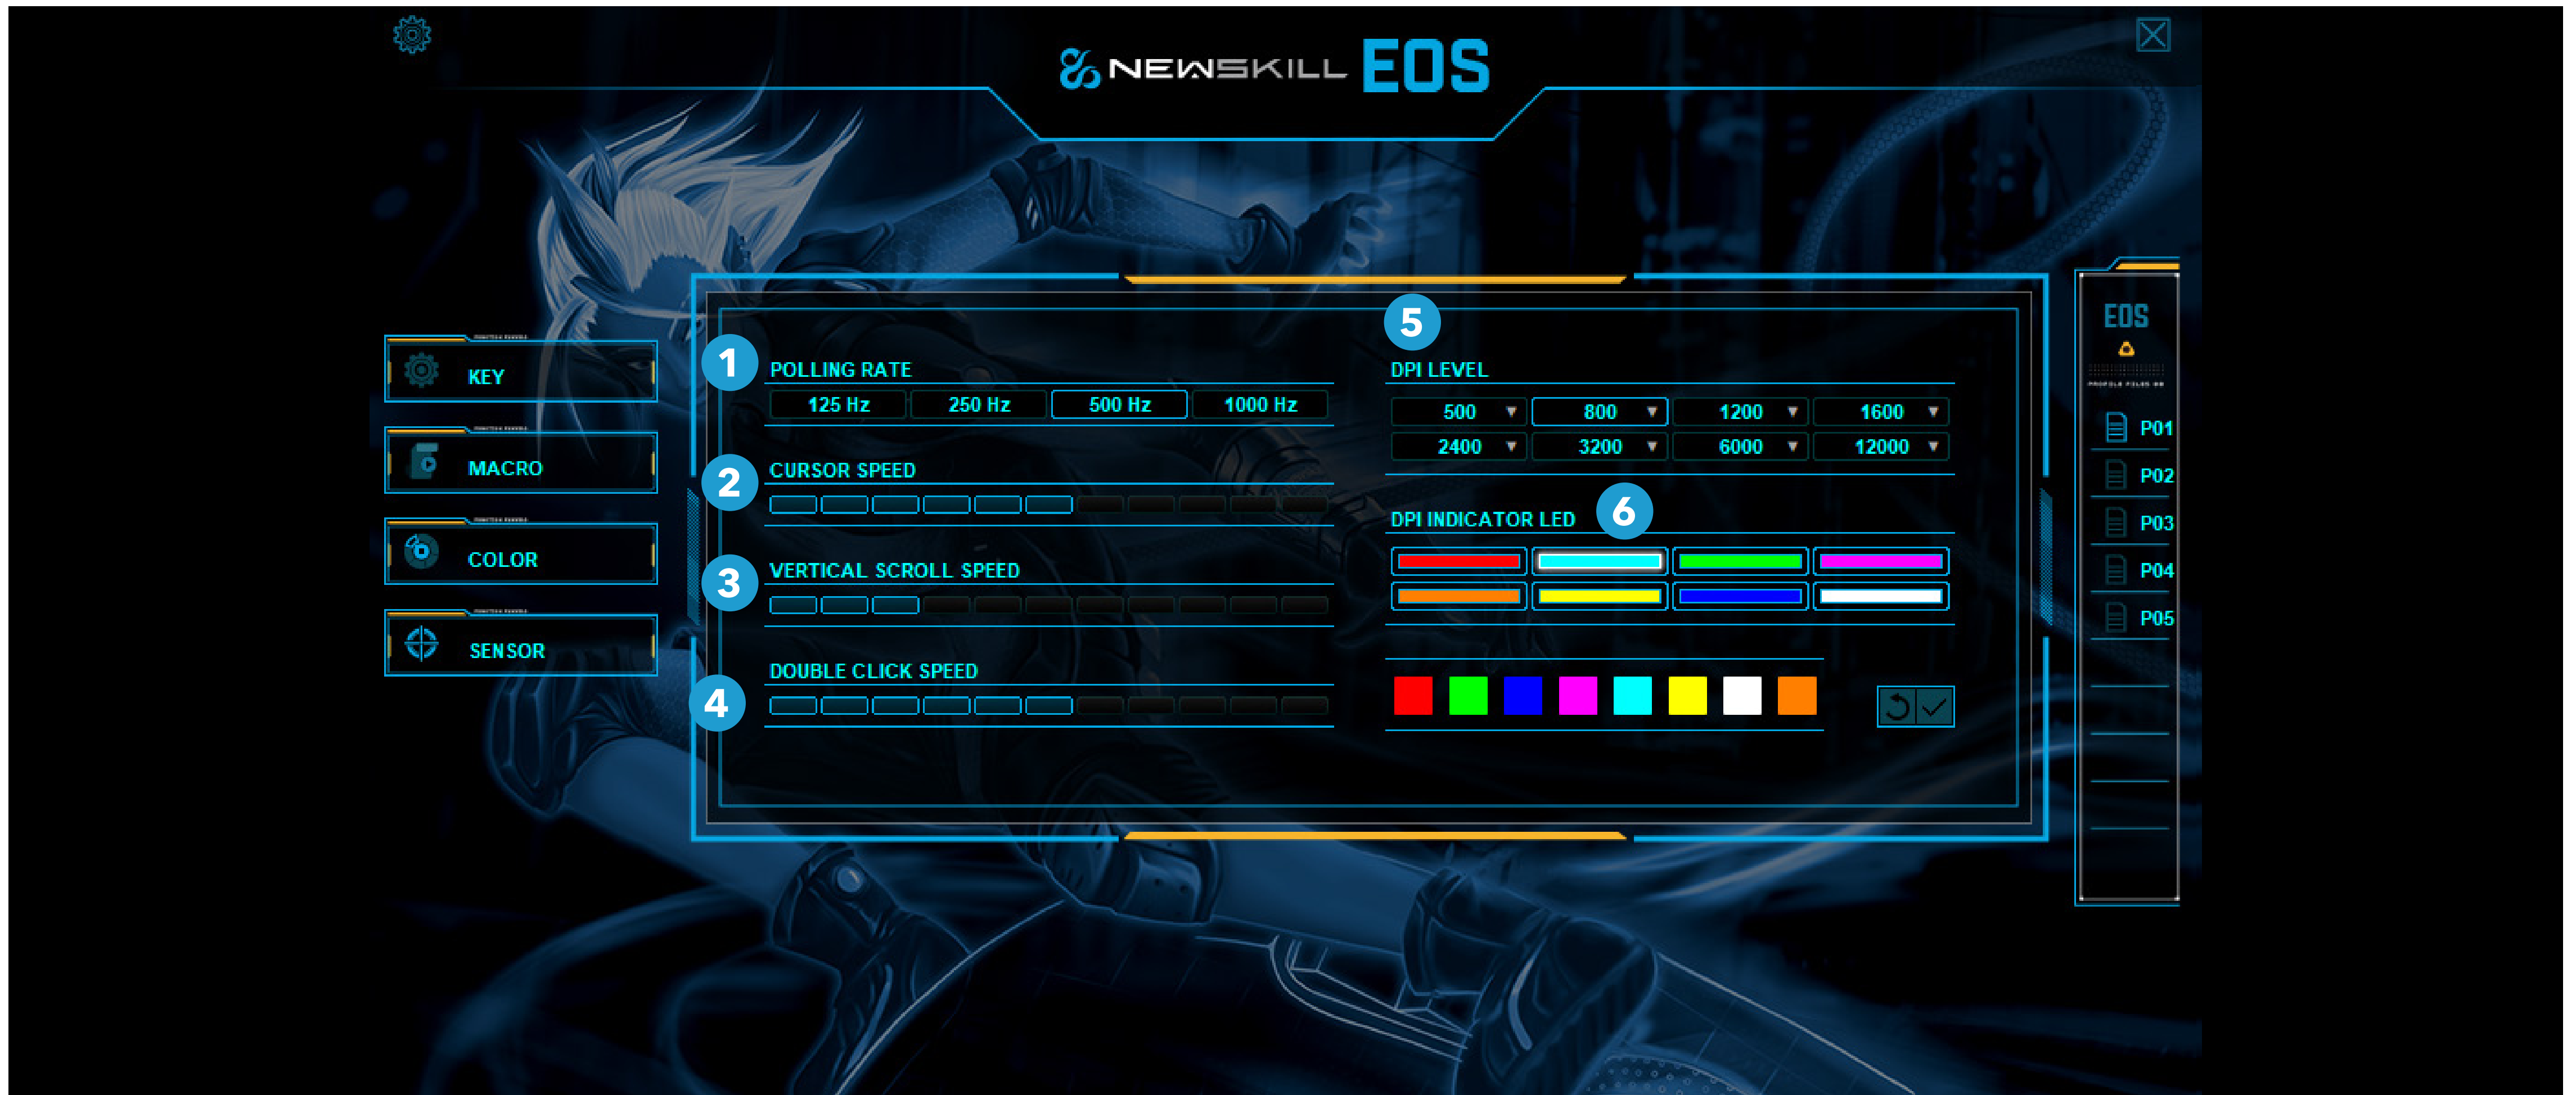 NEWSKILL EOS
KEY
MACRO
COLOR
SENSOR
1
POLLING RATE
125 Hz 250 Hz 500 Hz 1000 Hz
2
CURSOR SPEED
3
VERTICAL SCROLL SPEED
4
DOUBLE CLICK SPEED
5
DPI LEVEL
500 800 1200 1600
2400 3200 6000 12000
DPI INDICATOR LED 6
EOS
P01
P02
P03
P04
P05